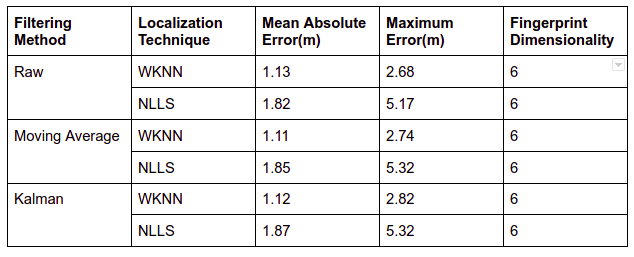 Filtering Method Localization Technique Mean Absolute Error(m) Maximum Error(m) Fingerprint Dimensionality
Raw WKNN 1.13 2.68 6
NLLS 1.82 5.17 6
Moving Average WKNN 1.11 2.74 6
NLLS 1.85 5.32 6
Kalman WKNN 1.12 2.82 6
NLLS 1.87 5.32 6